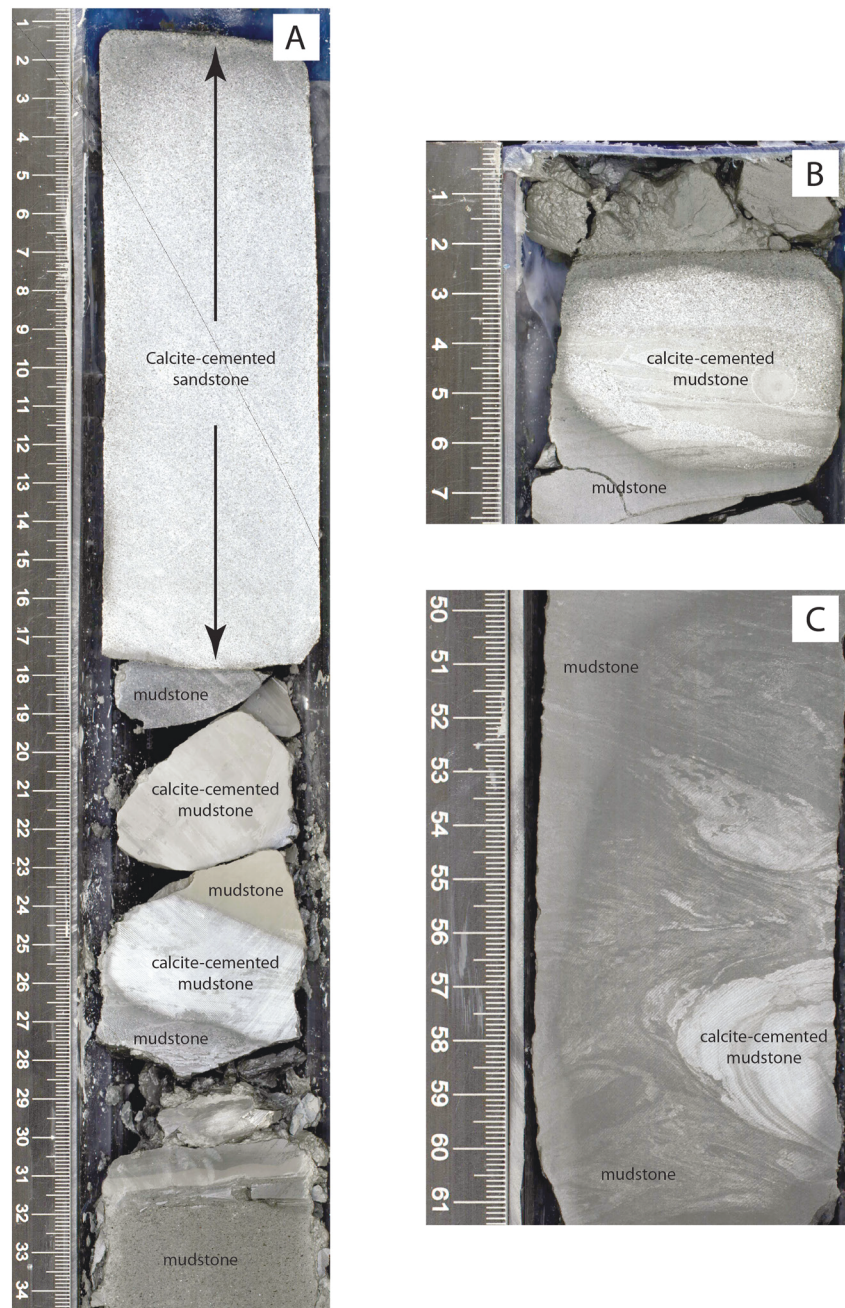 A
1
2
3
4
5
6
7
8
9
10
11
12
13
14
15
16
17
18
19
20
21
22
23
24
25
26
27
28
29
30
31
32
33
34
Calcite-cemented
sandstone
mudstone
calcite-cemented
mudstone
mudstone
calcite-cemented
mudstone
mudstone
mudstone
B
1
2
3
4
5
6
7
calcite-cemented
mudstone
mudstone
C
50
51
52
53
54
55
56
57
58
59
60
61
mudstone
calcite-cemented
mudstone
mudstone